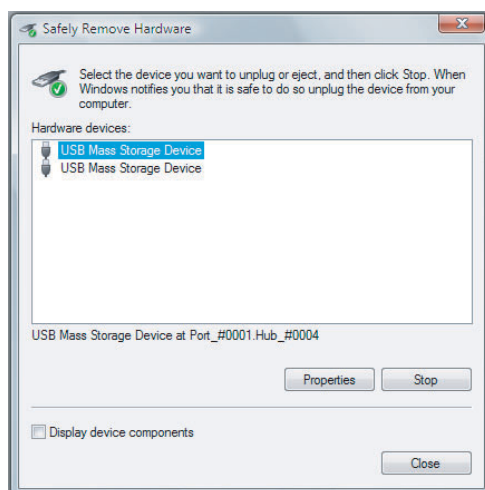 Safely Remove Hardware
Select the device you want to unplug or eject, and then click Stop. When
Windows notifies you that it is safe to do so unplug the device from your
computer.
Hardware devices:
USB Mass Storage Device
USB Mass Storage Device
USB Mass Storage Device at Port_#0001.Hub_#0004
Properties
Stop
Display device components
Close